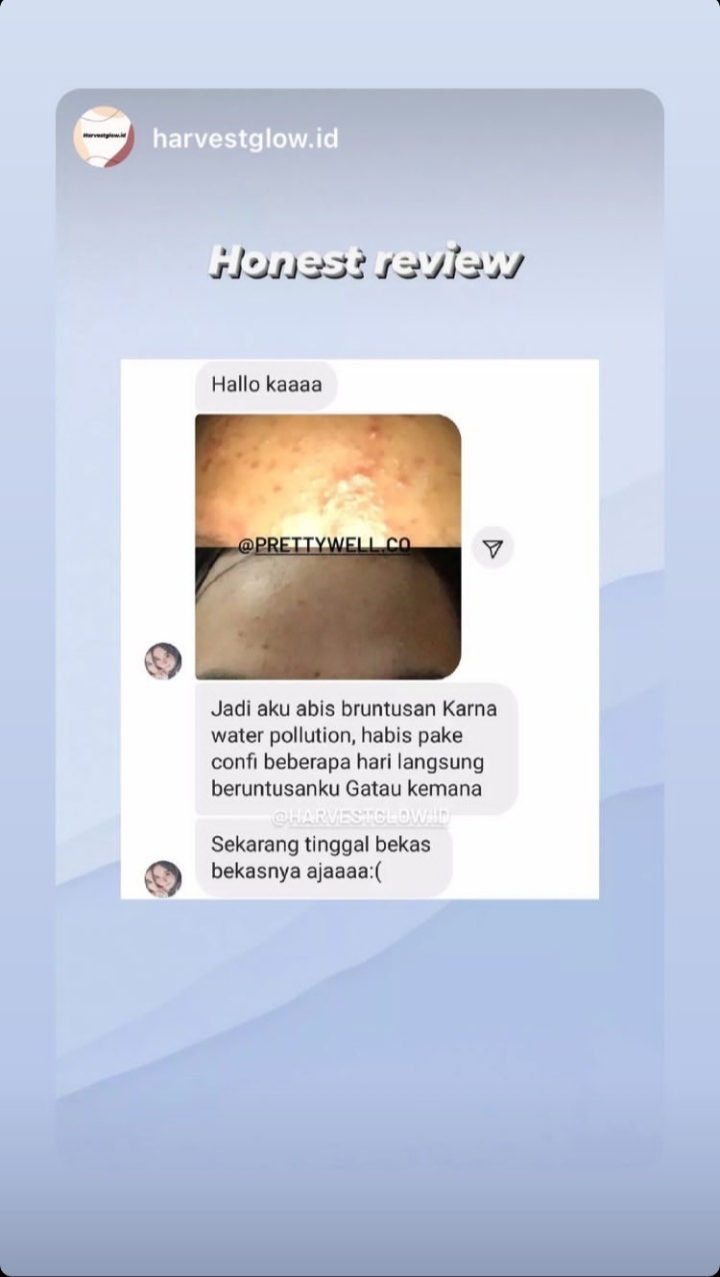 Harvestglow.id
harvestglow.id
Honest review
Hallo kaaaa
@PRETTYWELL.CO
Jadi aku abis bruntusan Karna
water pollution, habis pake
confi beberapa hari langsung
beruntusanku Gatau kemana
@HARVESTGLOW.ID
Sekarang tinggal bekas
bekasnya ajaaaa:(